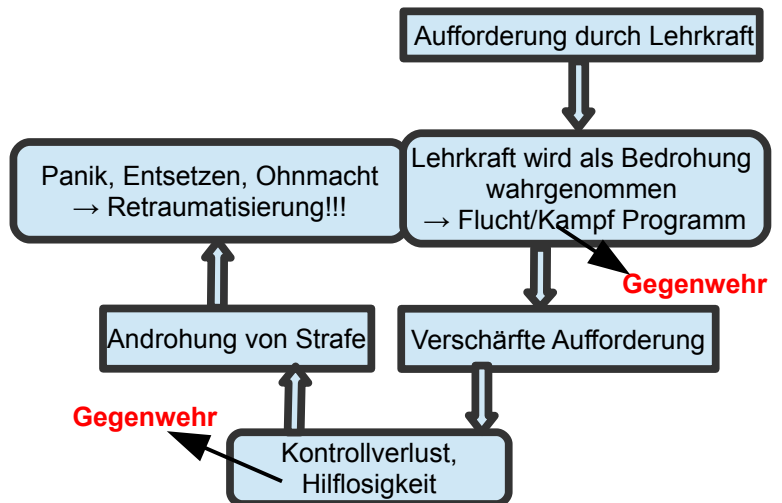 Aufforderung durch Lehrkraft
Lehrkraft wird als Bedrohung
wahrgenommen
→ Flucht/Kampf Programm
Gegenwehr
Verschärfte Aufforderung
Kontrollverlust,
Hilflosigkeit
Gegenwehr
Androhung von Strafe
Panik, Entsetzen, Ohnmacht
→ Retraumatisierung!!!